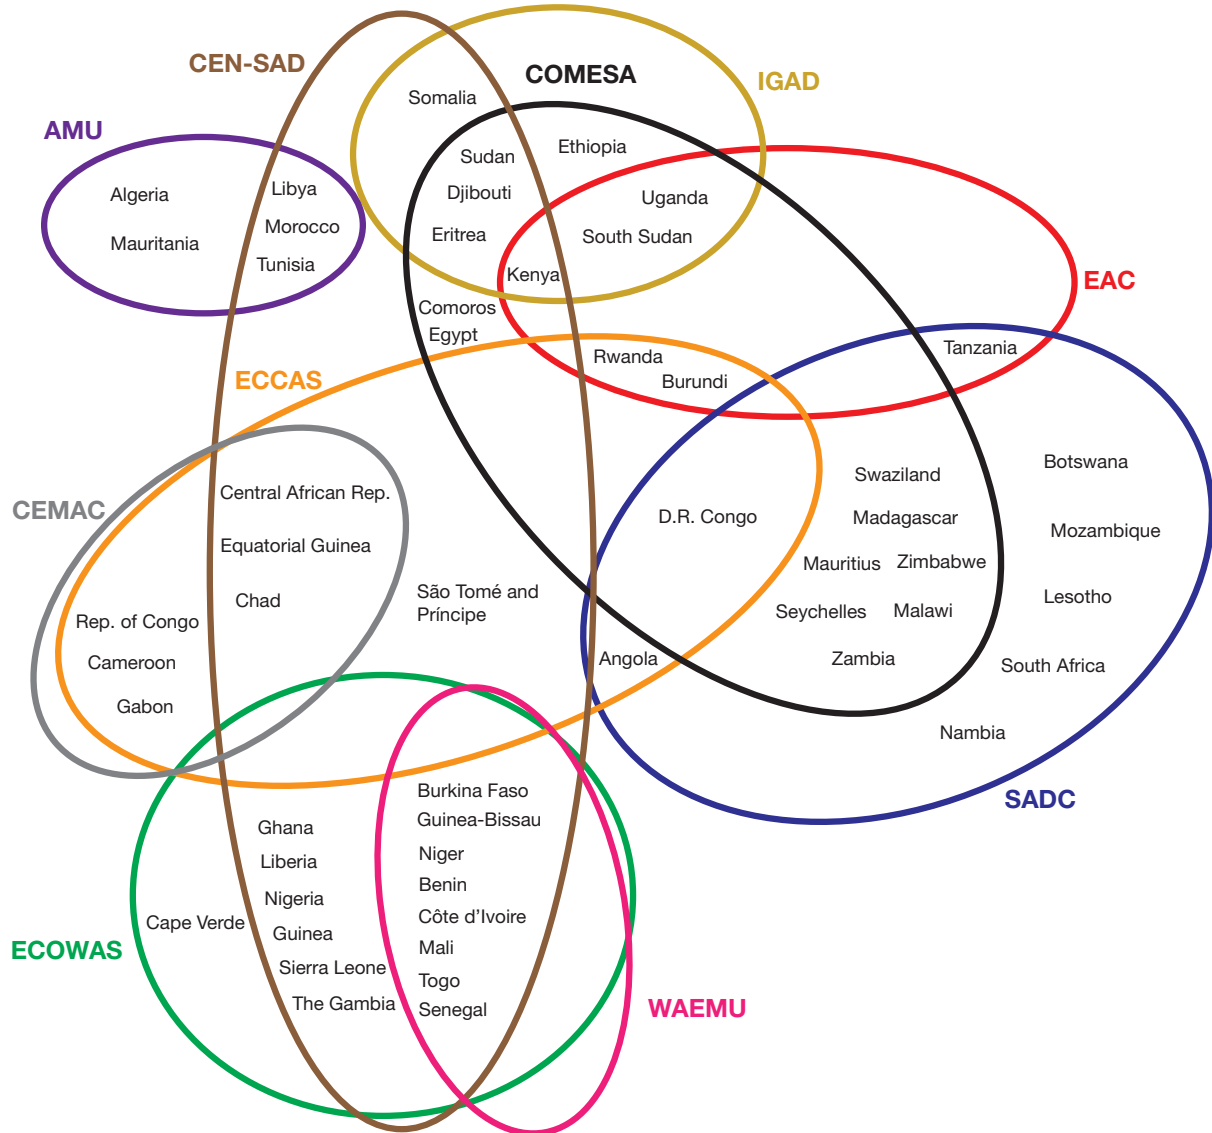 CEN-SAD
COMESA
IGAD
AMU
Somalia
Ethiopia
Sudan
Algeria
Libya
Djibouti
Uganda
Morocco
Eritrea
South Sudan
Mauritania
Tunisia
Kenya
EAC
Comoros
Egypt
Rwanda
Tanzania
ECCAS
Burundi
Botswana
Swaziland
Central African Rep.
CEMAC
D.R. Congo
Madagascar
Mozambique
Equatorial Guinea
Mauritius
Zimbabwe
São Tomé and
Príncipe
Chad
Seychelles
Malawi
Lesotho
Rep. of Congo
Cameroon
Angola
Zambia
South Africa
Gabon
Nambia
SADC
Burkina Faso
Guinea-Bissau
Ghana
Liberia
Niger
Benin
Nigeria
Cape Verde
Côte d’Ivoire
Guinea
ECOWAS
Mali
Sierra Leone
Togo
The Gambia
Senegal
WAEMU